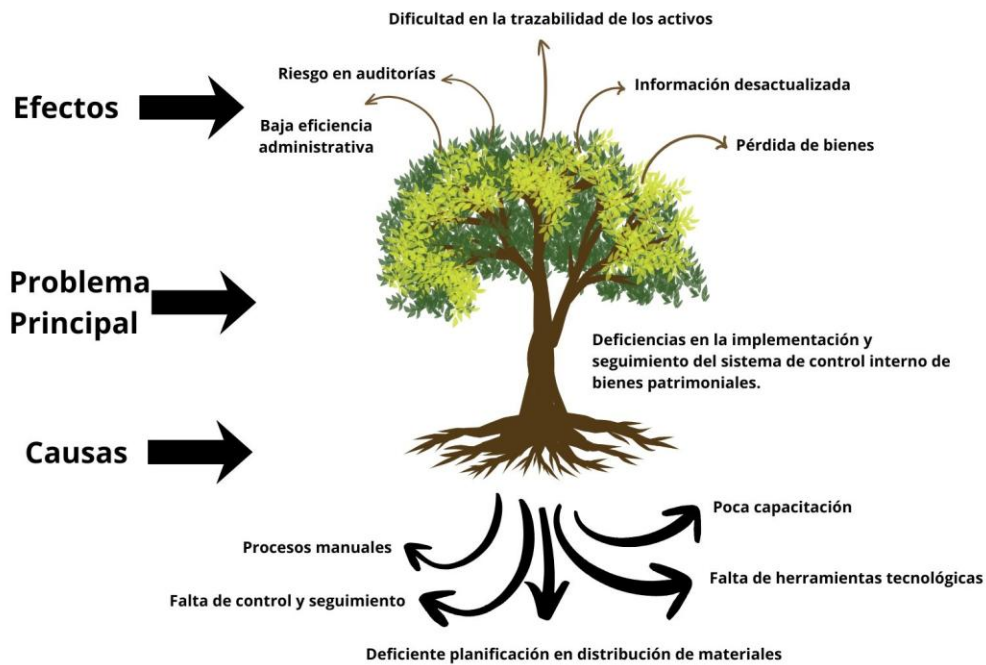 Dificultad en la trazabilidad de los activos
Riesgo en auditorías
Información desactualizada
Efectos
Baja eficiencia
administrativa
Pérdida de bienes
Problema
Principal
Deficiencias en la implementación y
seguimiento del sistema de control interno de
bienes patrimoniales.
Causas
Poca capacitación
Procesos manuales
Falta de herramientas tecnológicas
Falta de control y seguimiento
Deficiente planificación en distribución de materiales